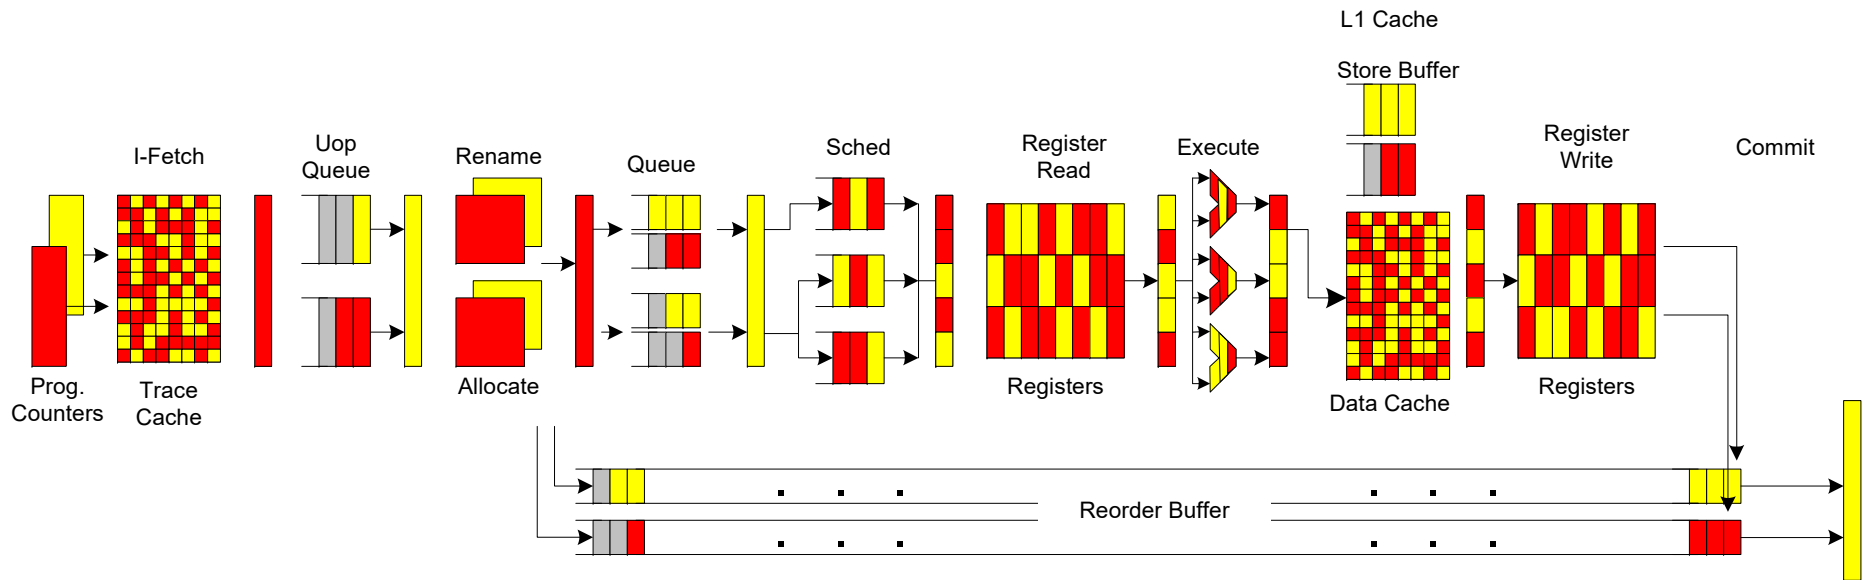 L1 Cache
Store Buffer
I-Fetch
Uop
Queue
Rename
Queue
Sched
Register
Read
Execute
Register
Write
Commit
Prog.
Counters
Trace
Cache
Allocate
Registers
Data Cache
Registers
Reorder Buffer